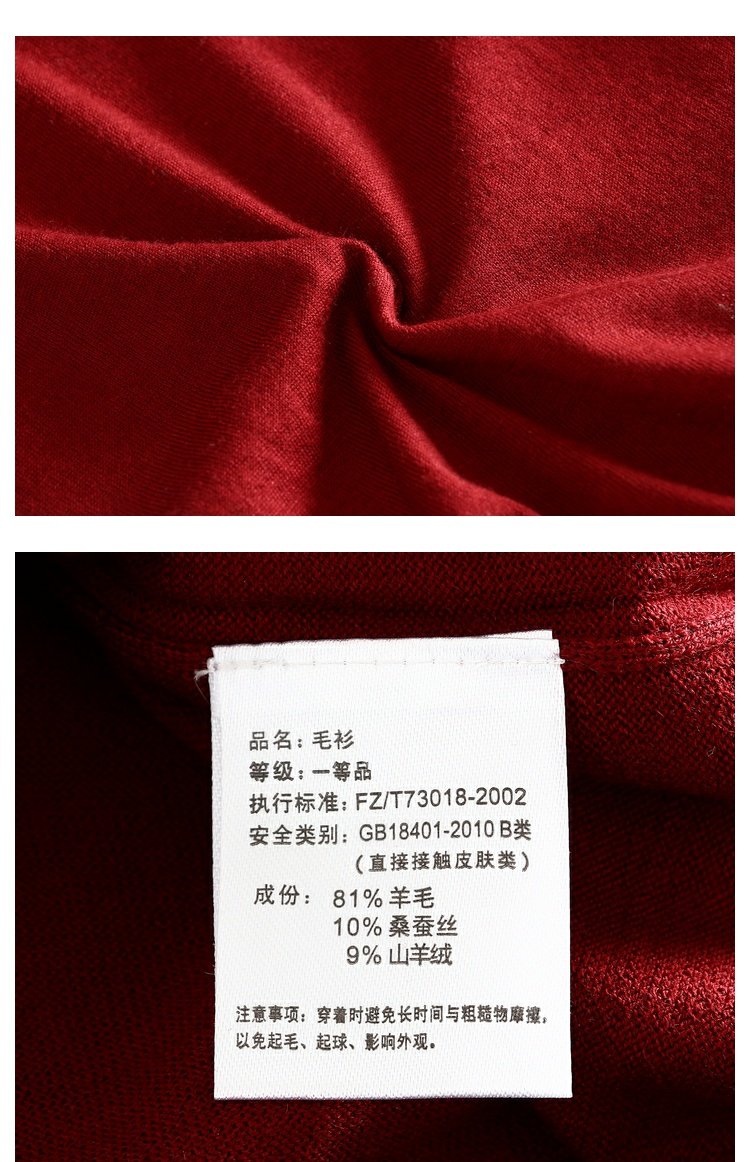 品名：毛衫
等级：一等品
执行标准：FZ/T73018-2002
安全类别：GB18401-2010 B类
（直接接触皮肤类）
成份： 81% 羊毛
10% 桑蚕丝
9% 山羊绒
注意事项：穿着时避免长时间与粗糙物摩擦，
以免起毛、起球、影响外观。